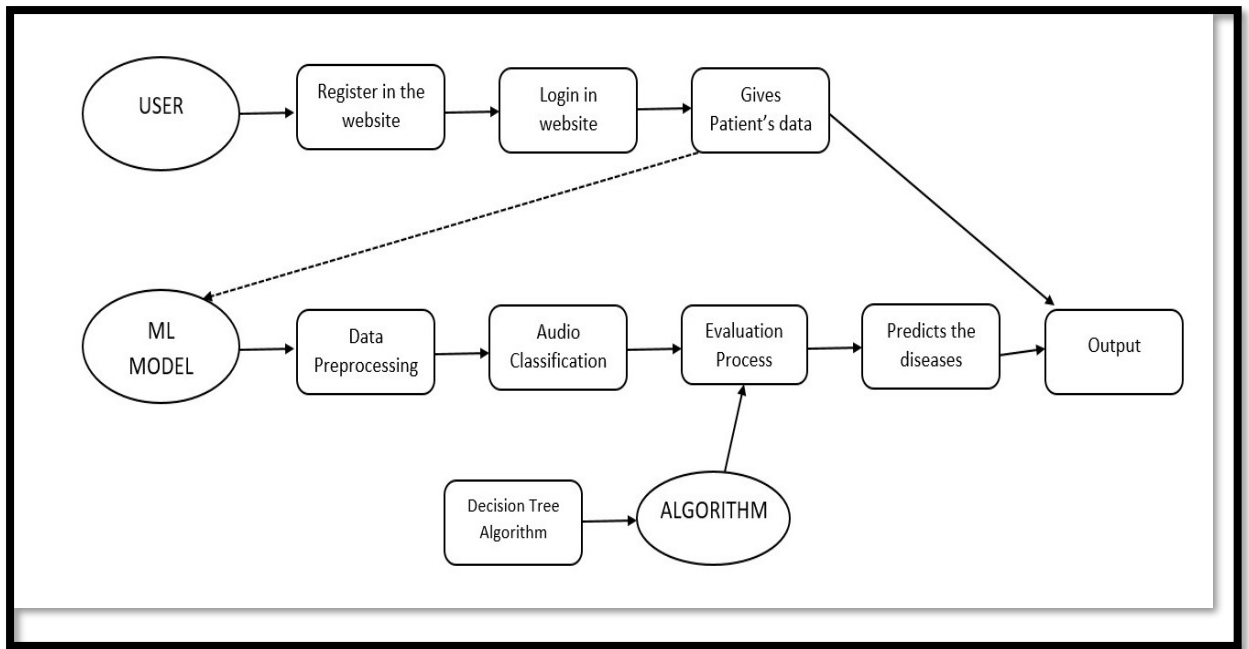 USER
Register in the
website
Login in
website
Gives
Patient's data
ML
MODEL
Data
Preprocessing
Audio
Classification
Evaluation
Process
Predicts the
diseases
Output
Decision Tree
Algorithm
ALGORITHM